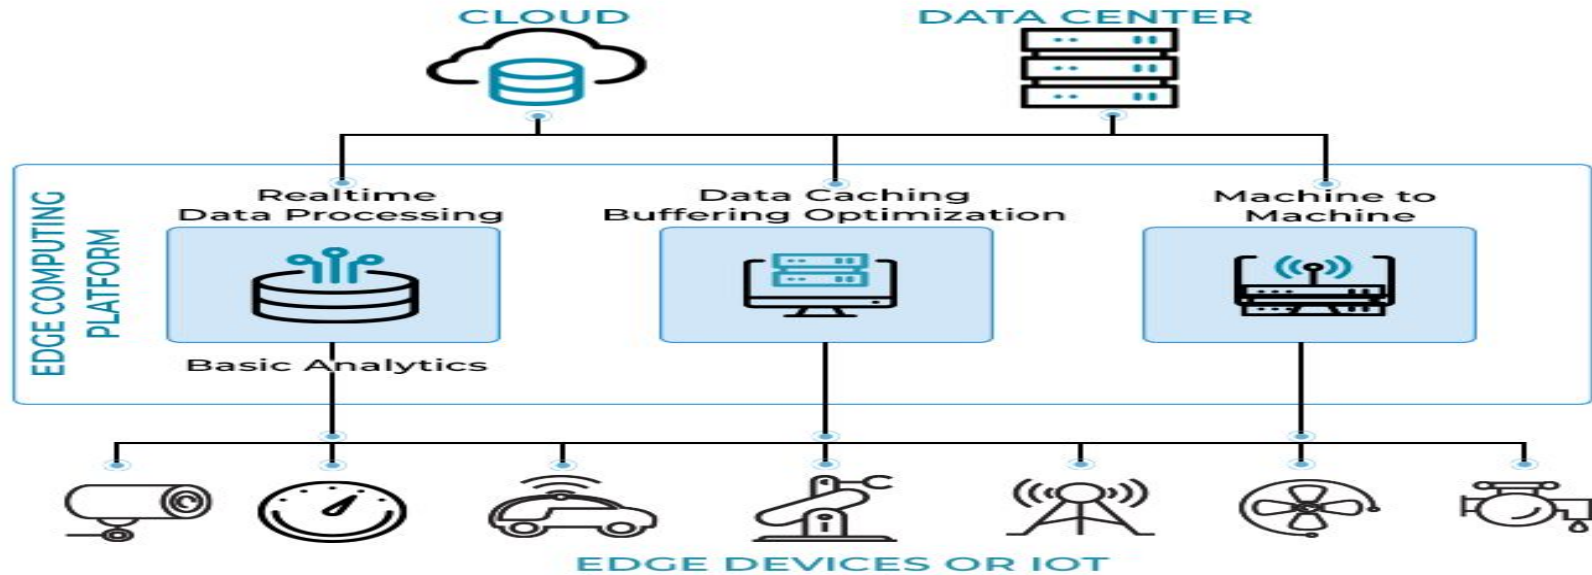 CLOUD
DATA CENTER
EDGE COMPUTING
PLATFORM
Realtime
Data Processing
Data Caching
Buffering Optimization
Machine to
Machine
Basic Analytics
EDGE DEVICES OR IOT